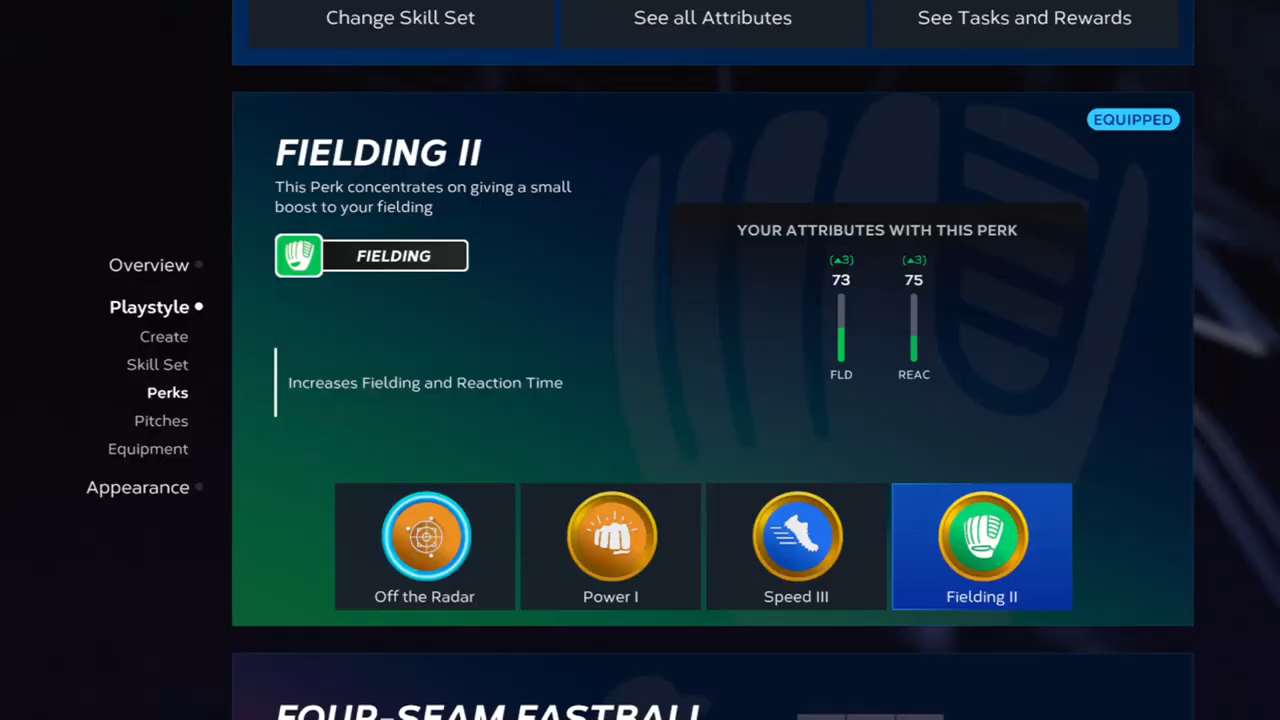 Change Skill Set
See all Attributes
See Tasks and Rewards
EQUIPPED
FIELDING II
This Perk concentrates on giving a small
boost to your fielding
FIELDING
YOUR ATTRIBUTES WITH THIS PERK
(▲3) (▲3)
73 75
FLD REAC
Increases Fielding and Reaction Time
Overview
Playstyle
Create
Skill Set
Perks
Pitches
Equipment
Appearance
Off the Radar
Power I
Speed III
Fielding II
FOUR-SEAM FASTBALL